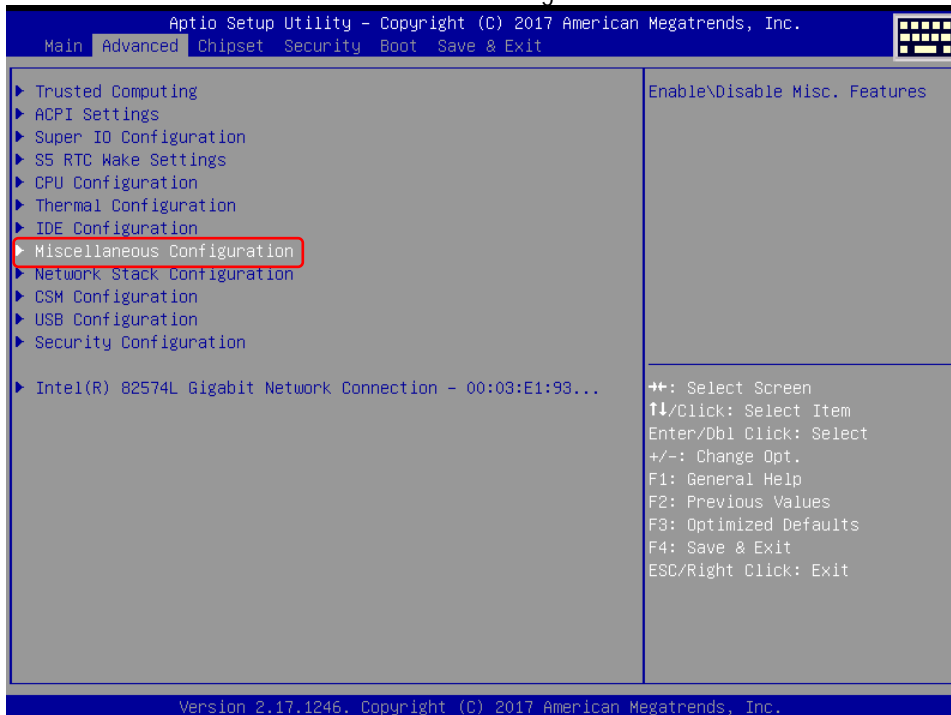 Aptio Setup Utility – Copyright (C) 2017 American Megatrends, Inc.
Main Advanced Chipset Security Boot Save & Exit
Trusted Computing
ACPI Settings
Super IO Configuration
S5 RTC Wake Settings
CPU Configuration
Thermal Configuration
IDE Configuration
Miscellaneous Configuration
Network Stack Configuration
CSM Configuration
USB Configuration
Security Configuration
Intel(R) 82574L Gigabit Network Connection – 00:03:E1:93...
Enable\Disable Misc. Features
→←: Select Screen
↑↓/Click: Select Item
Enter/Dbl Click: Select
+/-: Change Opt.
F1: General Help
F2: Previous Values
F3: Optimized Defaults
F4: Save & Exit
ESC/Right Click: Exit
Version 2.17.1246. Copyright (C) 2017 American Megatrends, Inc.